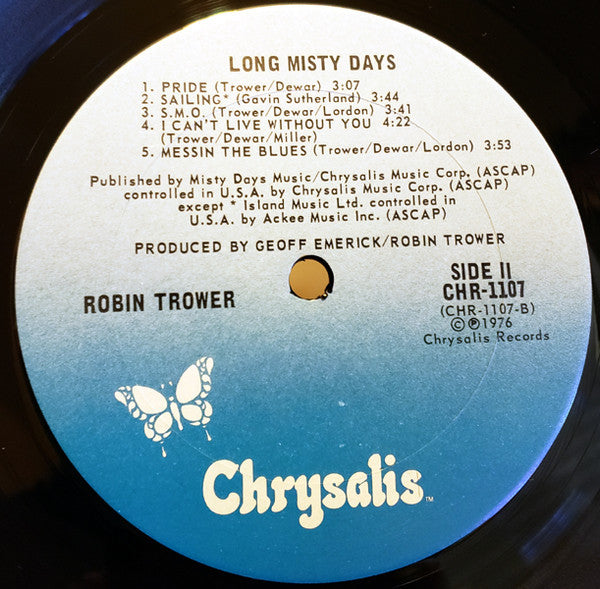 LONG MISTY DAYS
1. PRIDE (Trower/Dewar) 3:07
2. SAILING* (Gavin Sutherland) 3:44
3. S.M.O. (Trower/Dewar/Lordon) 3:41
4. I CAN'T LIVE WITHOUT YOU 4:22
(Trower/Dewar/Miller)
5. MESSIN THE BLUES (Trower/Dewar/Lordon) 3:53
Published by Misty Days Music/Chrysalis Music Corp. (ASCAP)
controlled in U.S.A. by Chrysalis Music Corp. (ASCAP)
except * Island Music Ltd. controlled in
U.S.A. by Ackee Music Inc. (ASCAP)
PRODUCED BY GEOFF EMERICK/ROBIN TROWER
ROBIN TROWER
SIDE II
CHR-1107
(CHR-1107-B)
©℗1976
Chrysalis Records
Chrysalis™